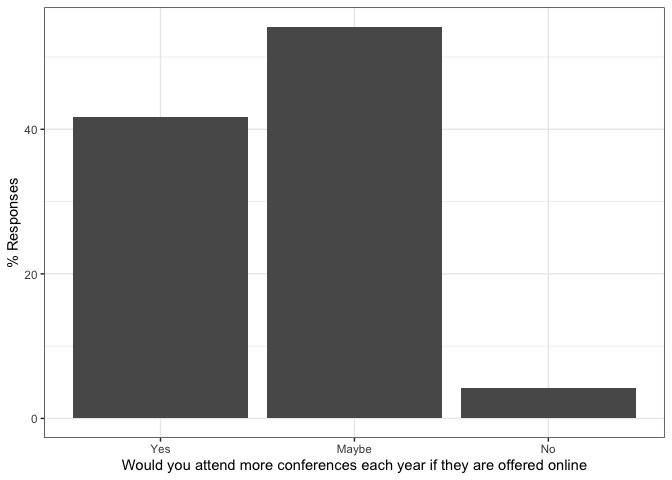 % Responses
40
20
0
Yes Maybe No
Would you attend more conferences each year if they are offered online